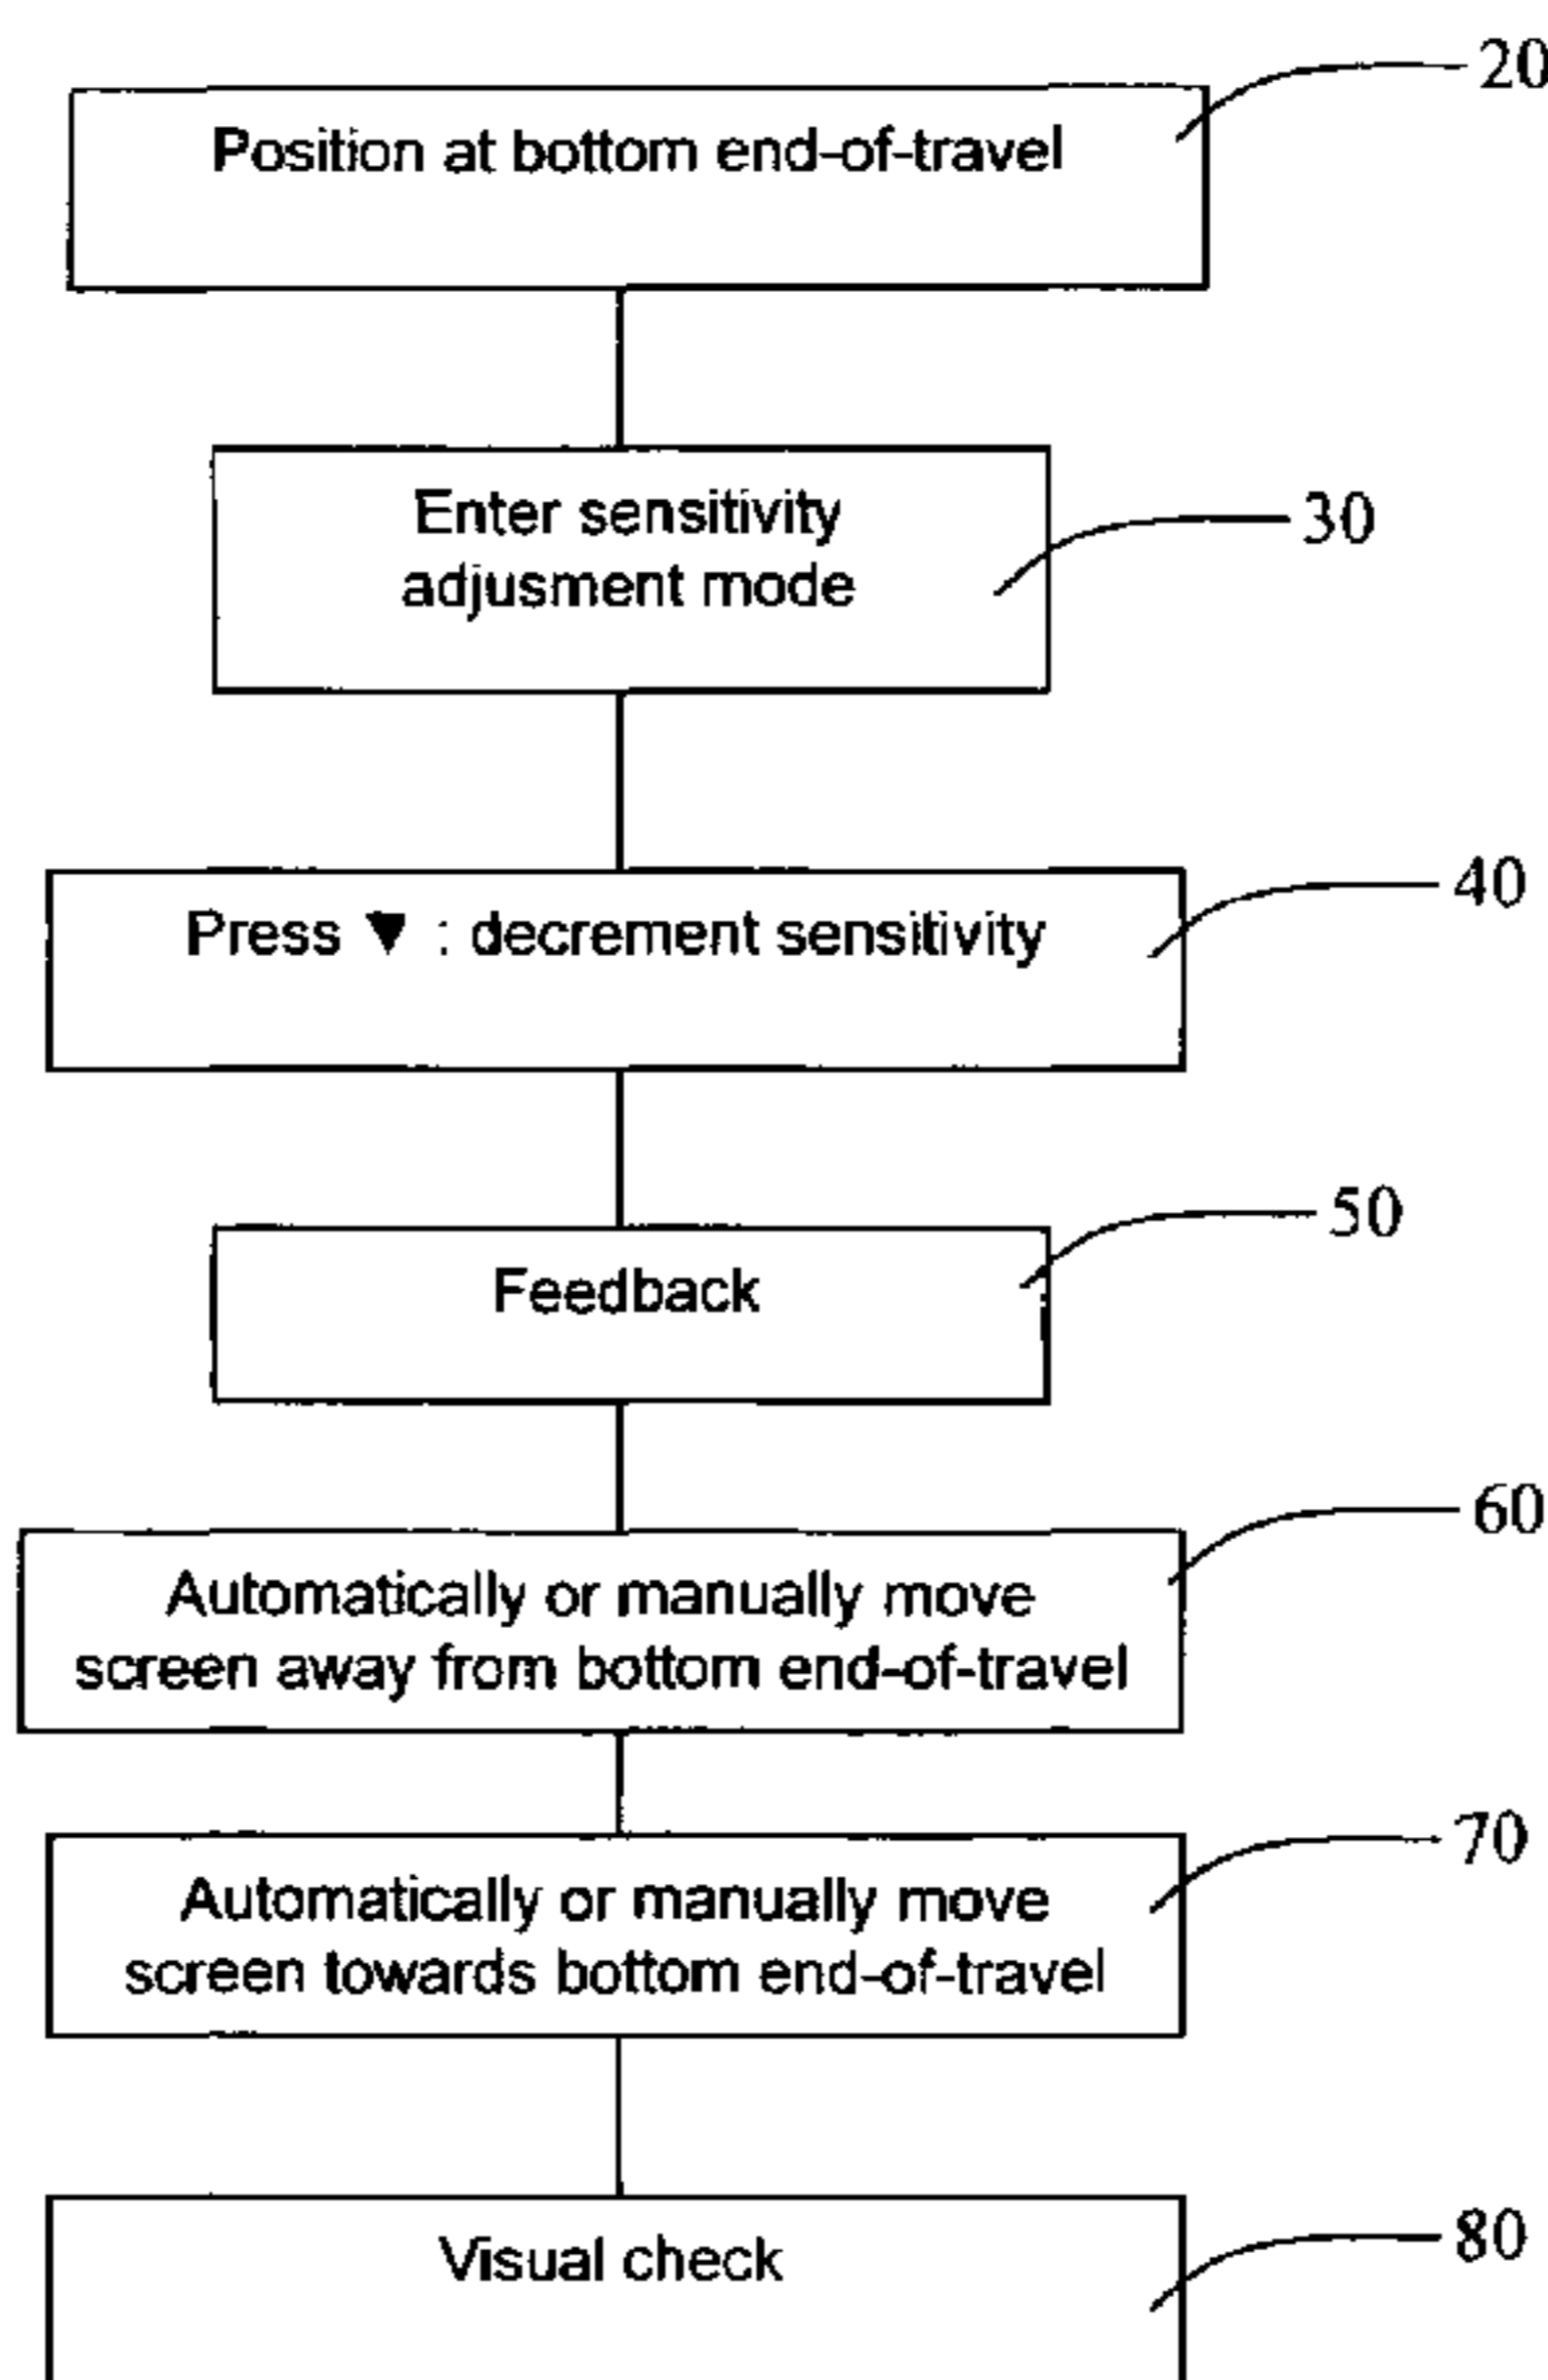 20
Position at bottom end-of-travel
Enter sensitivity
adjusment mode
30
40
Press ▼ : decrement sensitivity
50
Feedback
60
Automatically or manually move
screen away from bottom end-of-travel
70
Automatically or manually move
screen towards bottom end-of-travel
80
Visual check